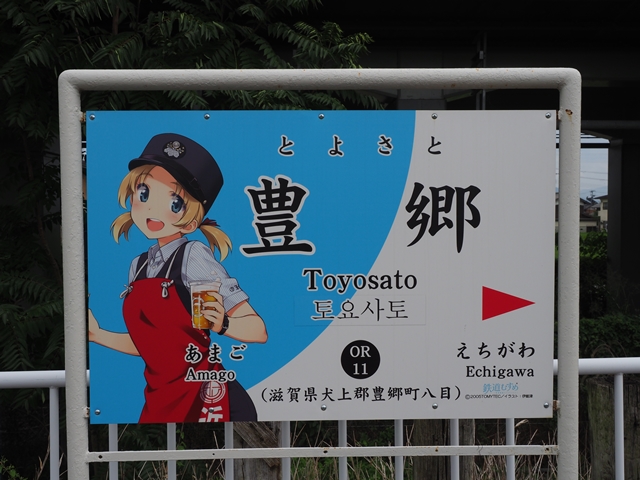 とよさと
豊郷
Toyosato
토요사토
あまご
Amago
OR
11
えちがわ
Echigawa
鉄道むすめ
(滋賀県犬上郡豊郷町八目)
浜